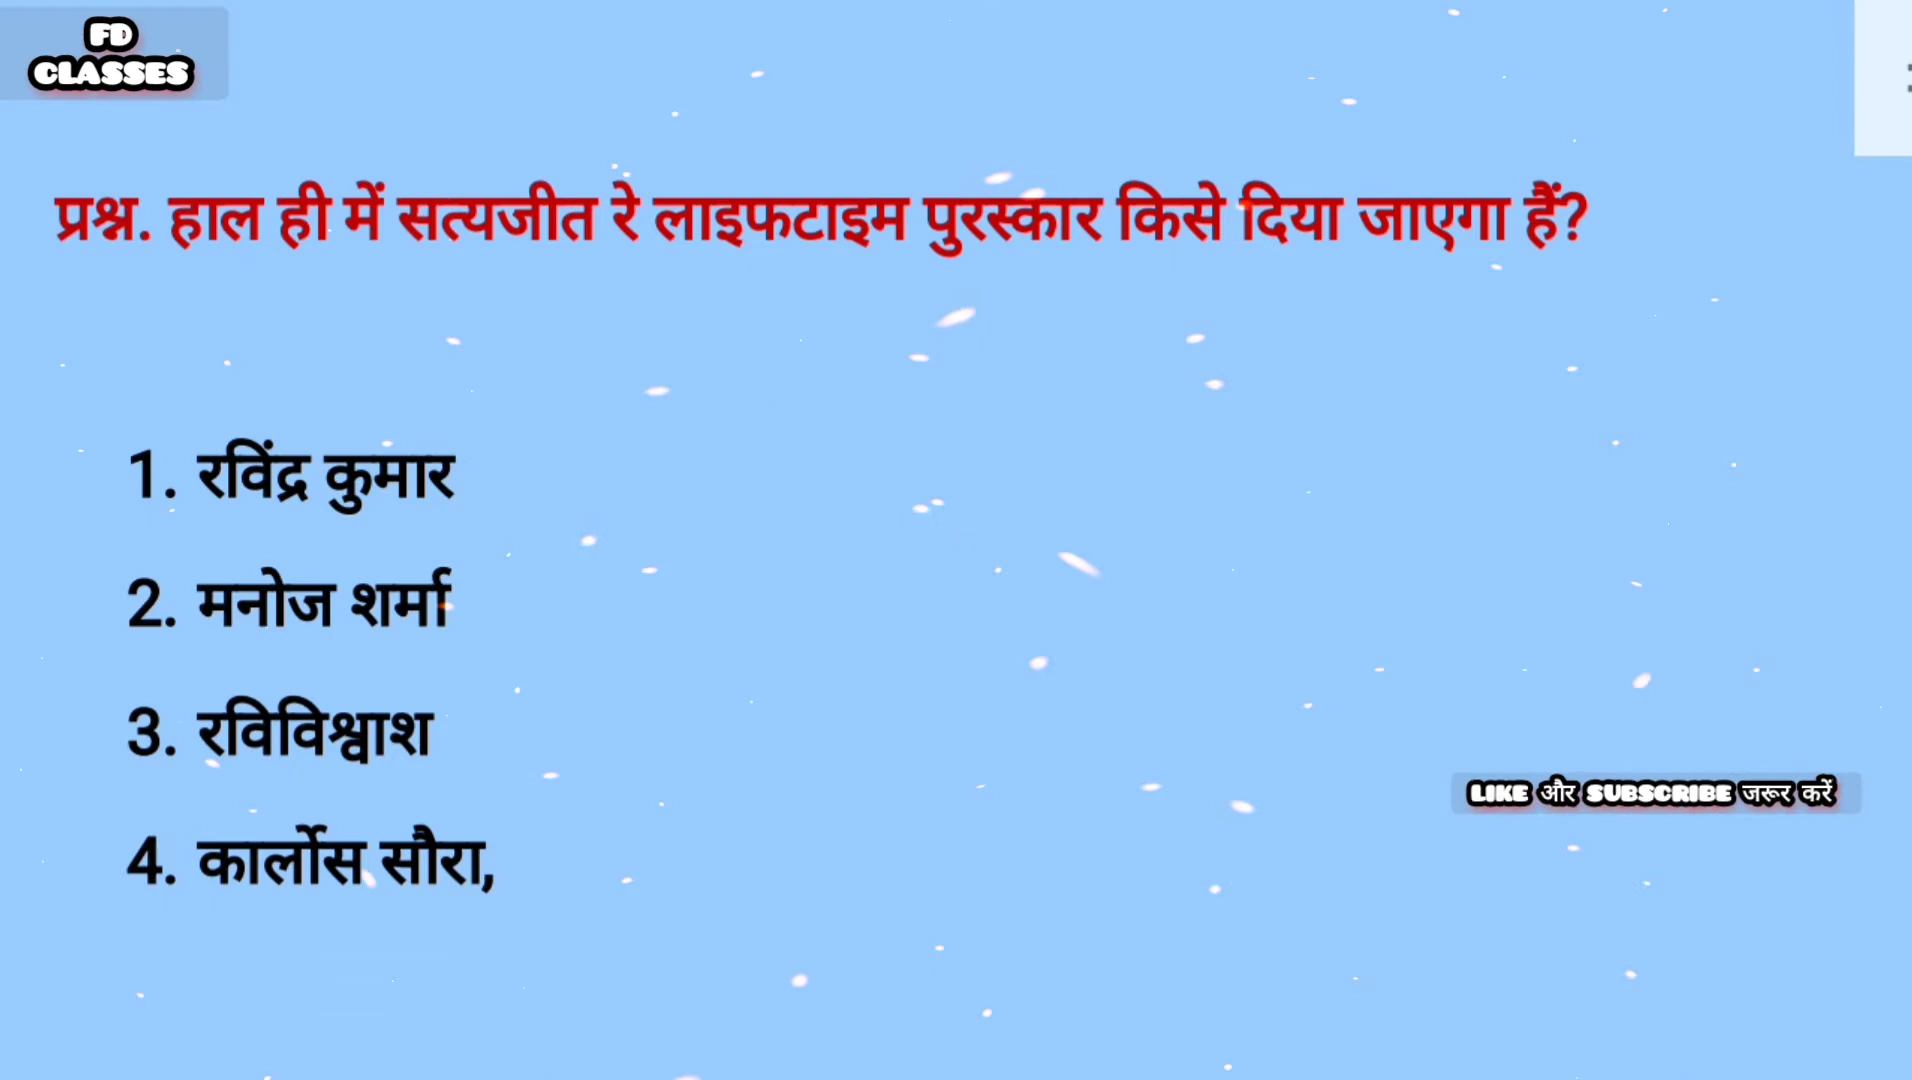 FD
CLASSES
प्रश्न. हाल ही में सत्यजीत रे लाइफटाइम पुरस्कार किसे दिया जाएगा हैं?
1. रविंद्र कुमार
2. मनोज शर्मा
3. रविविश्वाश
4. कार्लोस सौरा,
LIKE और SUBSCRIBE जरूर करें